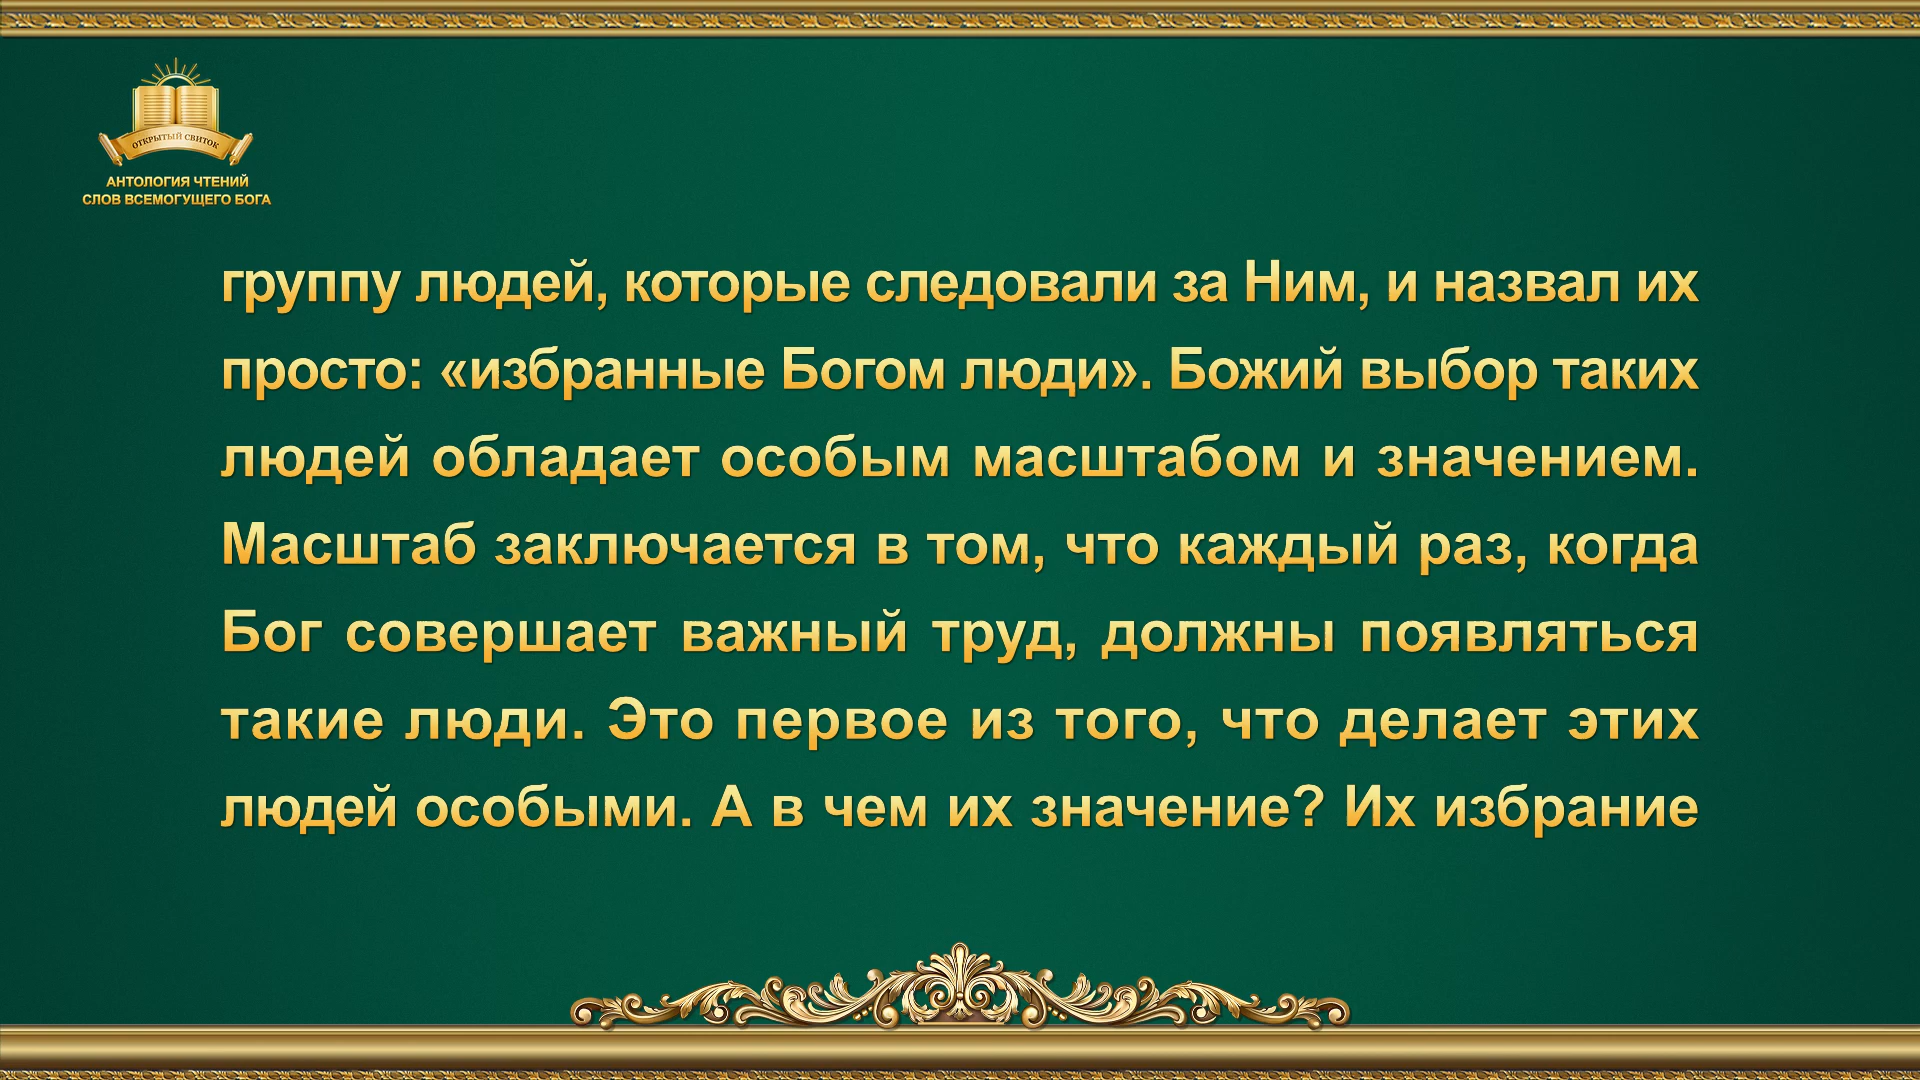 ОТКРЫТЫЙ СВИТОК
АНТОЛОГИЯ ЧТЕНИЙ
СЛОВ ВСЕМОГУЩЕГО БОГА
группу людей, которые следовали за Ним, и назвал их
просто: «избранные Богом люди». Божий выбор таких
людей обладает особым масштабом и значением.
Масштаб заключается в том, что каждый раз, когда
Бог совершает важный труд, должны появляться
такие люди. Это первое из того, что делает этих
людей особыми. А в чем их значение? Их избрание